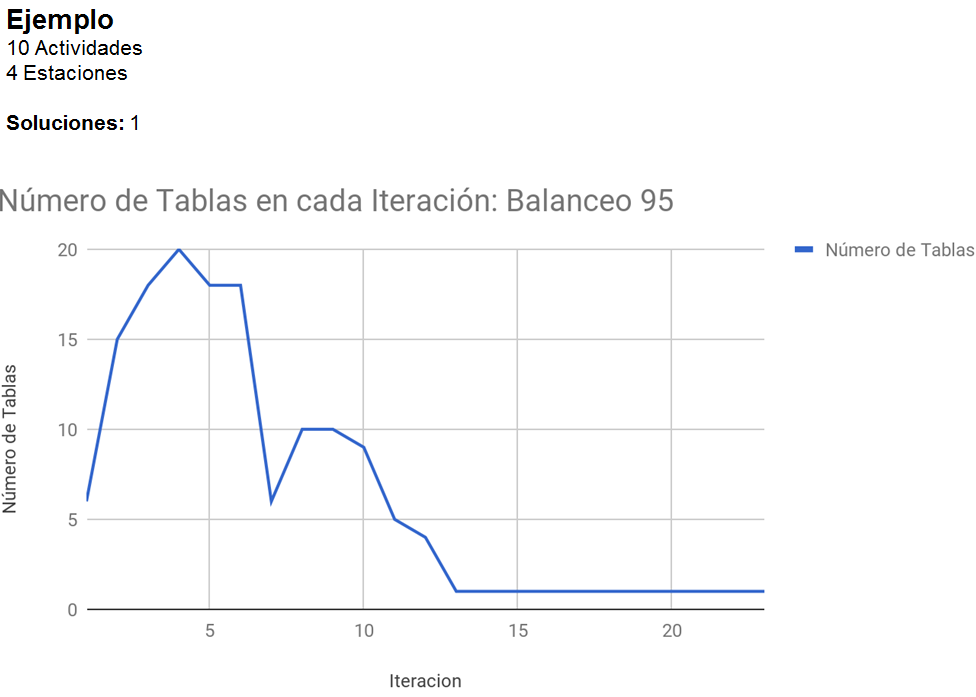 Ejemplo
10 Actividades
4 Estaciones
Soluciones: 1
Número de Tablas en cada Iteración: Balanceo 95
Número de Tablas
20
15
10
5
0
Número de Tablas
5
10
15
20
Iteracion